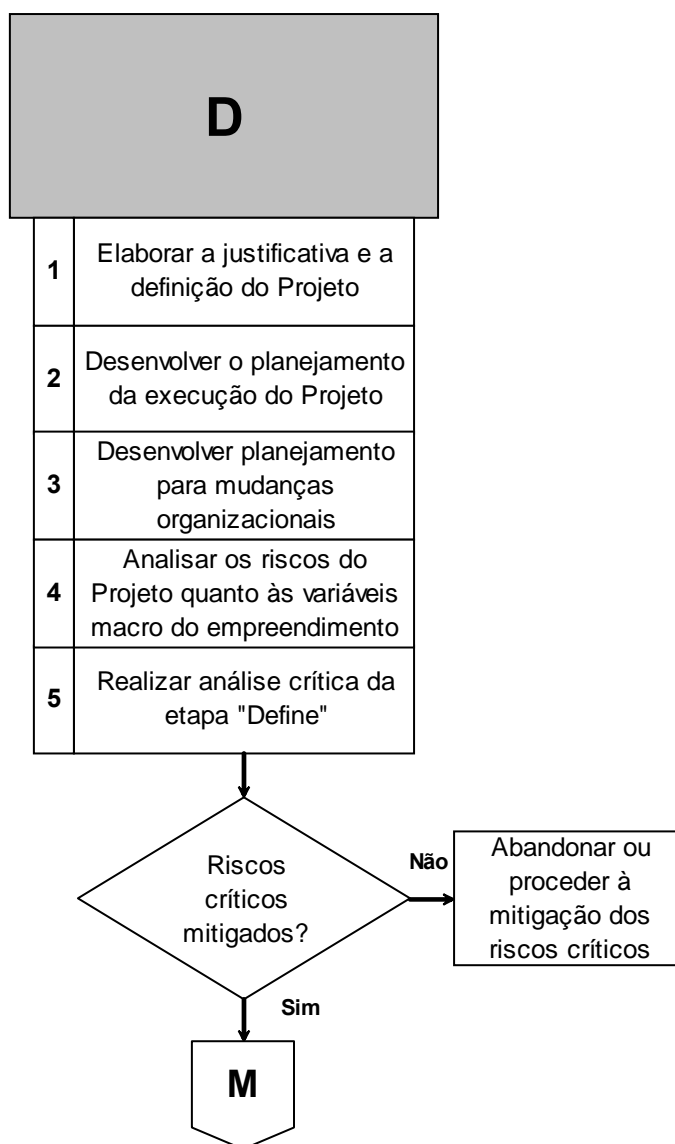 D
1
Elaborar a justificativa e a
definição do Projeto
2
Desenvolver o planejamento
da execução do Projeto
3
Desenvolver planejamento
para mudanças
organizacionais
4
Analisar os riscos do
Projeto quanto às variáveis
macro do empreendimento
5
Realizar análise crítica da
etapa "Define"
Riscos
críticos
mitigados?
Não
Abandonar ou
proceder à
mitigação dos
riscos críticos
Sim
M